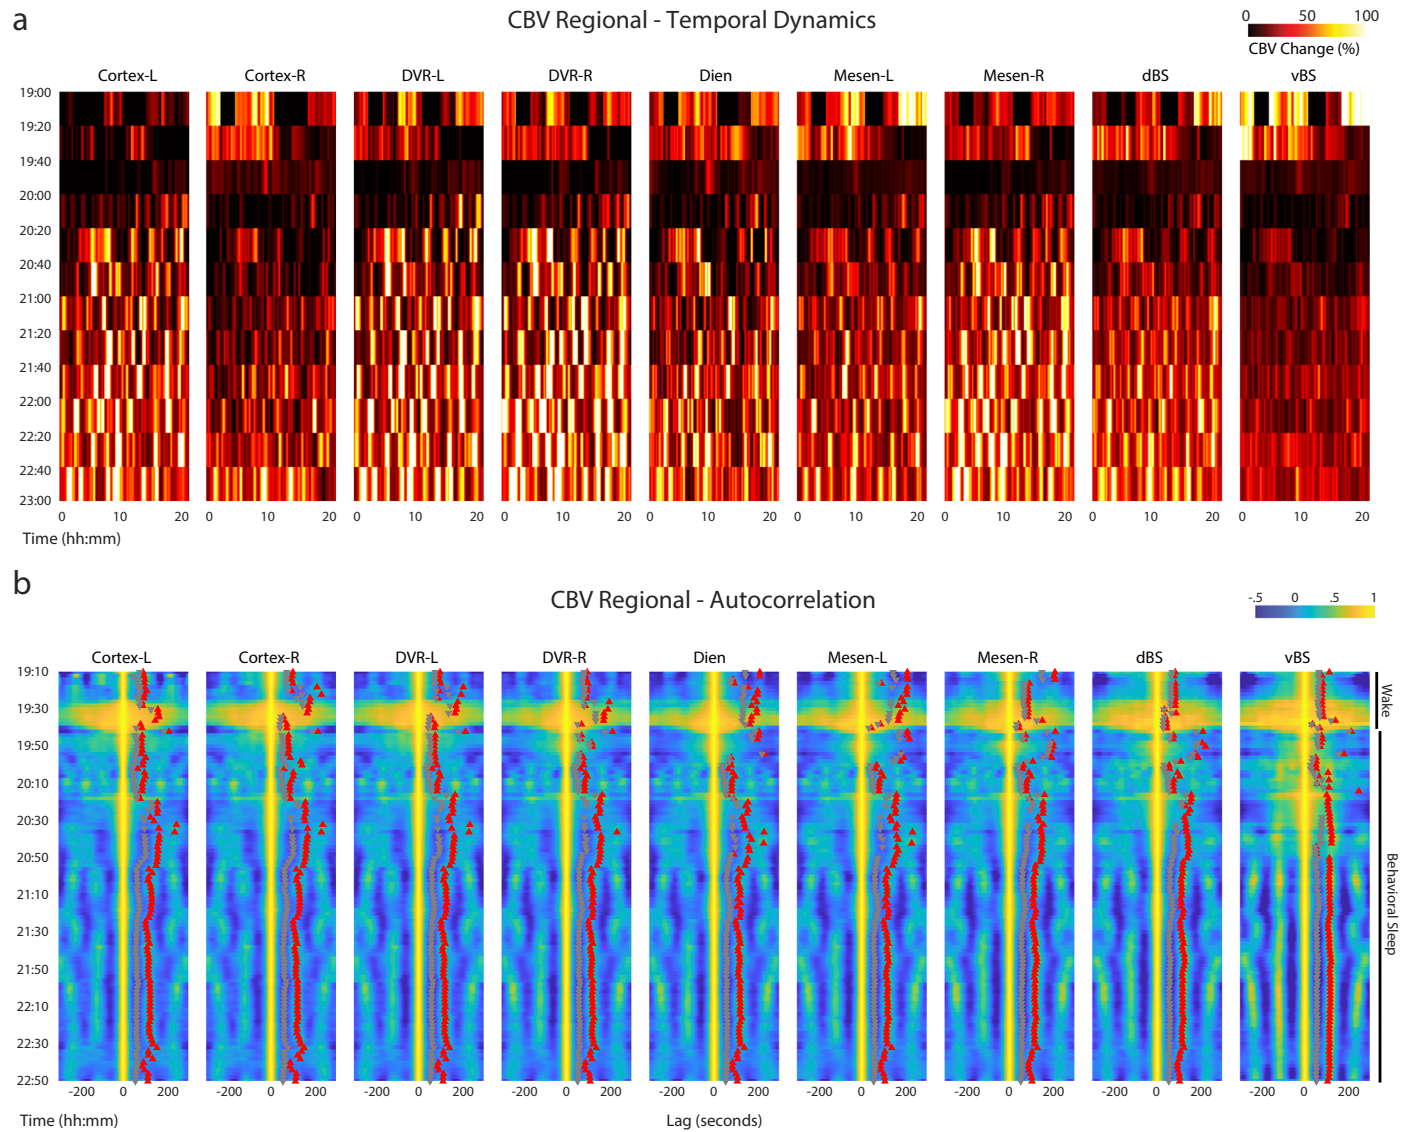 a
CBV Regional - Temporal Dynamics
0 50 100
CBV Change (%)
Cortex-L Cortex-R DVR-L DVR-R Dien Mesen-L Mesen-R dBS vBS
19:00
19:20
19:40
20:00
20:20
20:40
21:00
21:20
21:40
22:00
22:20
22:40
23:00
0 10 20 0 10 20 0 10 20 0 10 20 0 10 20 0 10 20 0 10 20 0 10 20 0 10 20
Time (hh:mm)
b
CBV Regional - Autocorrelation
-.5 0 .5 1
Cortex-L Cortex-R DVR-L DVR-R Dien Mesen-L Mesen-R dBS vBS
19:10
19:30
19:50
20:10
20:30
20:50
21:10
21:30
21:50
22:10
22:30
22:50
Wake
Behavioral Sleep
-200 0 200 -200 0 200 -200 0 200 -200 0 200 -200 0 200 -200 0 200 -200 0 200 -200 0 200 -200 0 200
Time (hh:mm) Lag (seconds)